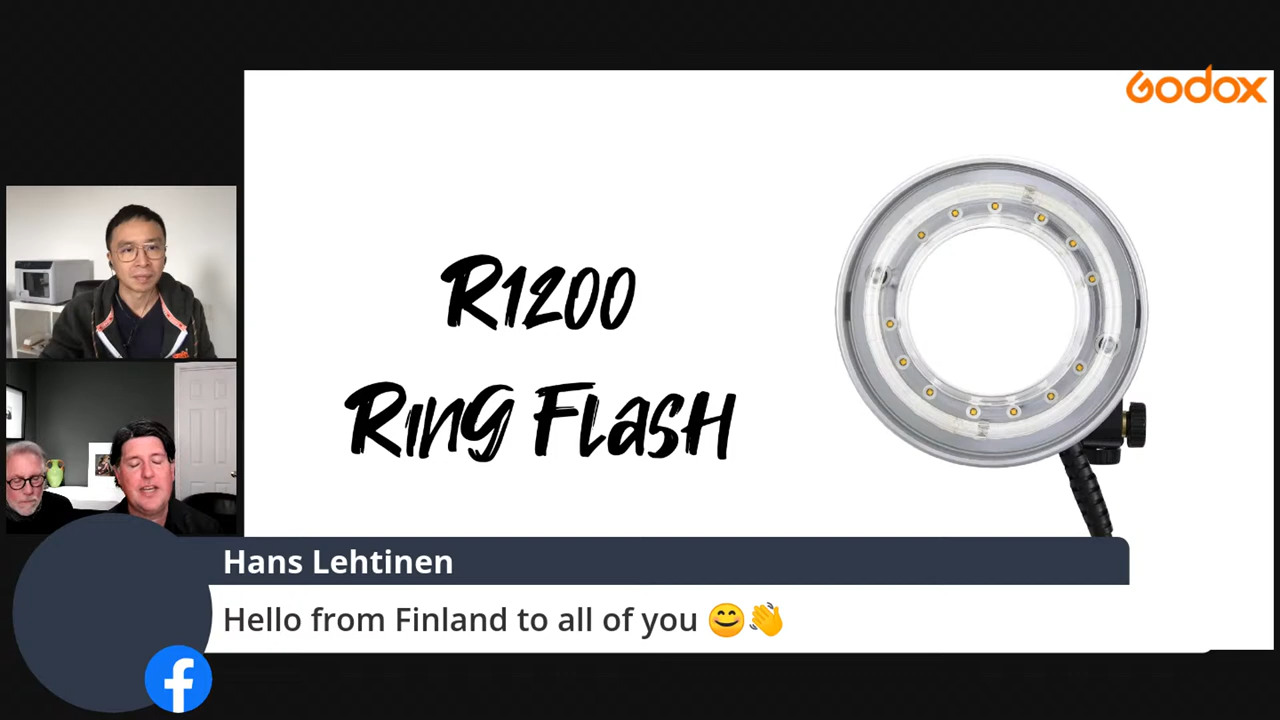 Godox
R1200
Ring Flash
Hans Lehtinen
Hello from Finland to all of you 😄👋